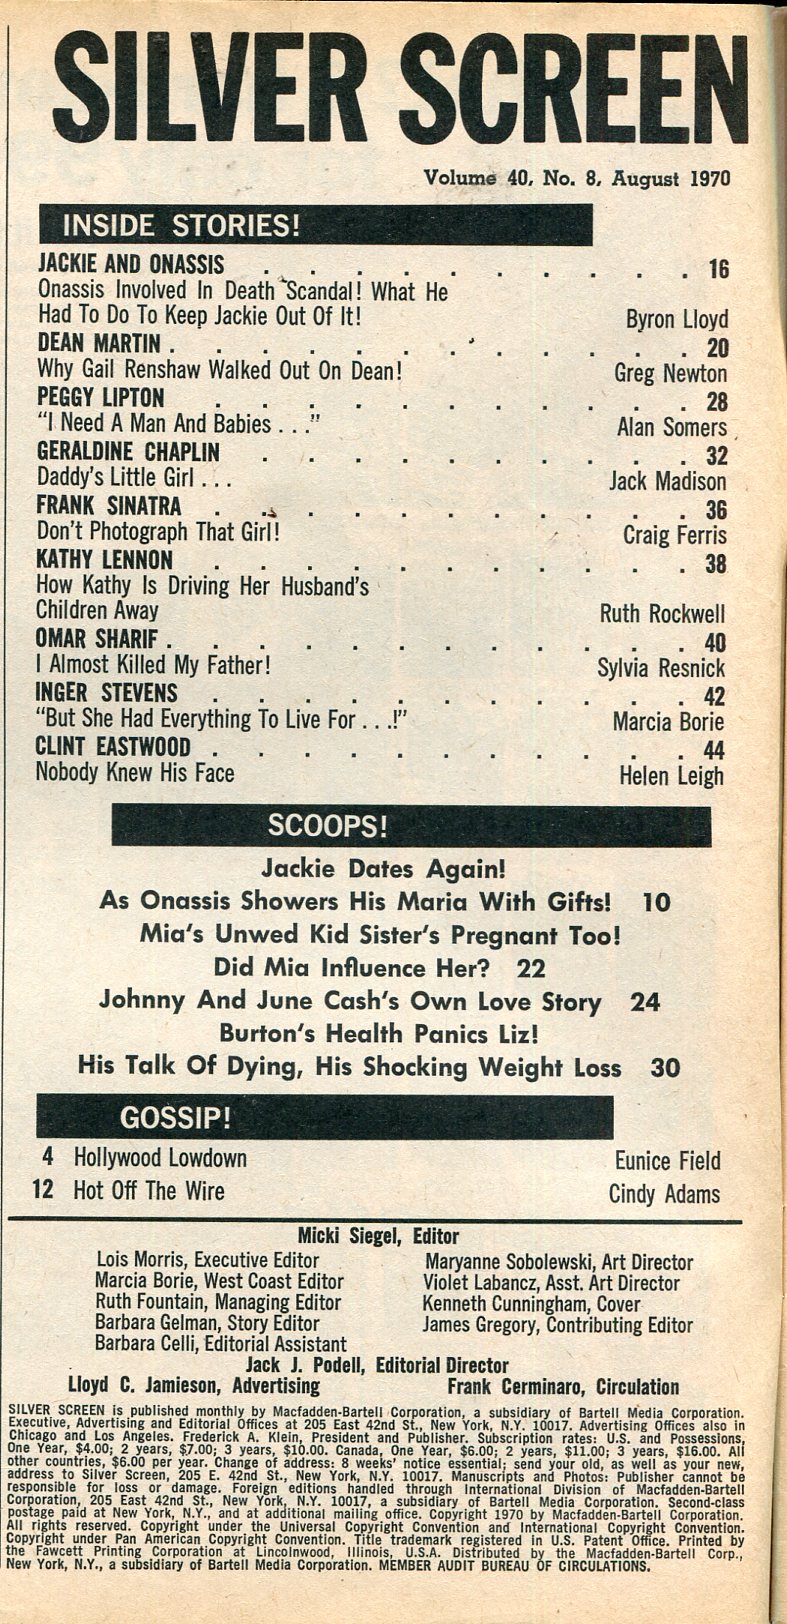 SILVER SCREEN
Volume 40, No. 8, August 1970
INSIDE STORIES!
JACKIE AND ONASSIS . . . . . . . . . . 16
Onassis Involved In Death Scandal! What He
Had To Do To Keep Jackie Out Of It! Byron Lloyd
DEAN MARTIN . . . . . . . . . . . . 20
Why Gail Renshaw Walked Out On Dean! Greg Newton
PEGGY LIPTON . . . . . . . . . . . 28
"I Need A Man And Babies . . ." Alan Somers
GERALDINE CHAPLIN . . . . . . . . . . 32
Daddy's Little Girl . . . Jack Madison
FRANK SINATRA . . . . . . . . . . . 36
Don't Photograph That Girl! Craig Ferris
KATHY LENNON . . . . . . . . . . . 38
How Kathy Is Driving Her Husband's
Children Away Ruth Rockwell
OMAR SHARIF . . . . . . . . . . . . 40
I Almost Killed My Father! Sylvia Resnick
INGER STEVENS . . . . . . . . . . . 42
"But She Had Everything To Live For . . .!" Marcia Borie
CLINT EASTWOOD . . . . . . . . . . . 44
Nobody Knew His Face Helen Leigh
SCOOPS!
Jackie Dates Again!
As Onassis Showers His Maria With Gifts! 10
Mia's Unwed Kid Sister's Pregnant Too!
Did Mia Influence Her? 22
Johnny And June Cash's Own Love Story 24
Burton's Health Panics Liz!
His Talk Of Dying, His Shocking Weight Loss 30
GOSSIP!
4 Hollywood Lowdown Eunice Field
12 Hot Off The Wire Cindy Adams
Micki Siegel, Editor
Lois Morris, Executive Editor Maryanne Sobolewski, Art Director
Marcia Borie, West Coast Editor Violet Labancz, Asst. Art Director
Ruth Fountain, Managing Editor Kenneth Cunningham, Cover
Barbara Gelman, Story Editor James Gregory, Contributing Editor
Barbara Celli, Editorial Assistant
Jack J. Podell, Editorial Director
Lloyd C. Jamieson, Advertising Frank Cerminaro, Circulation
SILVER SCREEN is published monthly by Macfadden-Bartell Corporation, a subsidiary of Bartell Media Corporation.
Executive, Advertising and Editorial Offices at 205 East 42nd St., New York, N.Y. 10017. Advertising Offices also in
Chicago and Los Angeles. Frederick A. Klein, President and Publisher. Subscription rates: U.S. and Possessions,
One Year, $4.00; 2 years, $7.00; 3 years, $10.00. Canada, One Year, $6.00; 2 years, $11.00; 3 years, $16.00. All
other countries, $6.00 per year. Change of address: 8 weeks' notice essential; send your old, as well as your new,
address to Silver Screen, 205 E. 42nd St., New York, N.Y. 10017. Manuscripts and Photos: Publisher cannot be
responsible for loss or damage. Foreign editions handled through International Division of Macfadden-Bartell
Corporation, 205 East 42nd St., New York, N.Y. 10017, a subsidiary of Bartell Media Corporation. Second-class
postage paid at New York, N.Y., and at additional mailing office. Copyright 1970 by Macfadden-Bartell Corporation.
All rights reserved. Copyright under the Universal Copyright Convention and International Copyright Convention.
Copyright under Pan American Copyright Convention. Title trademark registered in U.S. Patent Office. Printed by
the Fawcett Printing Corporation at Lincolnwood, Illinois, U.S.A. Distributed by the Macfadden-Bartell Corp.,
New York, N.Y., a subsidiary of Bartell Media Corporation. MEMBER AUDIT BUREAU OF CIRCULATIONS.